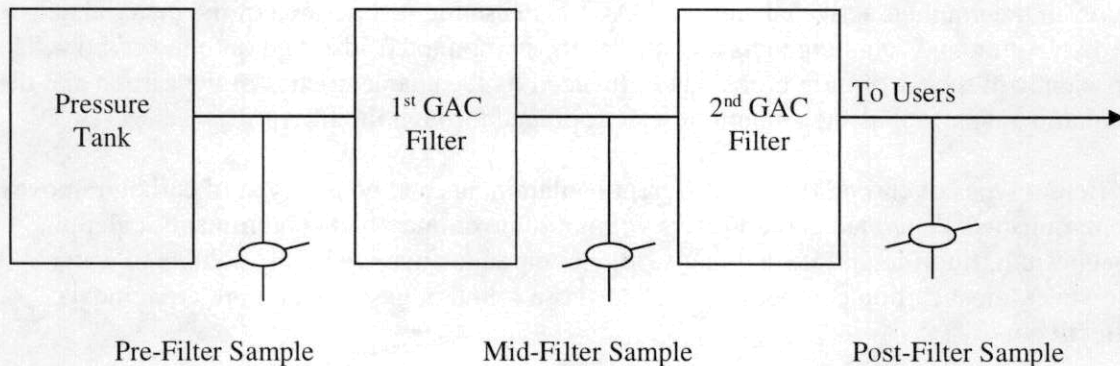 Pressure
Tank
1st GAC
Filter
2nd GAC
Filter
To Users
Pre-Filter Sample
Mid-Filter Sample
Post-Filter Sample